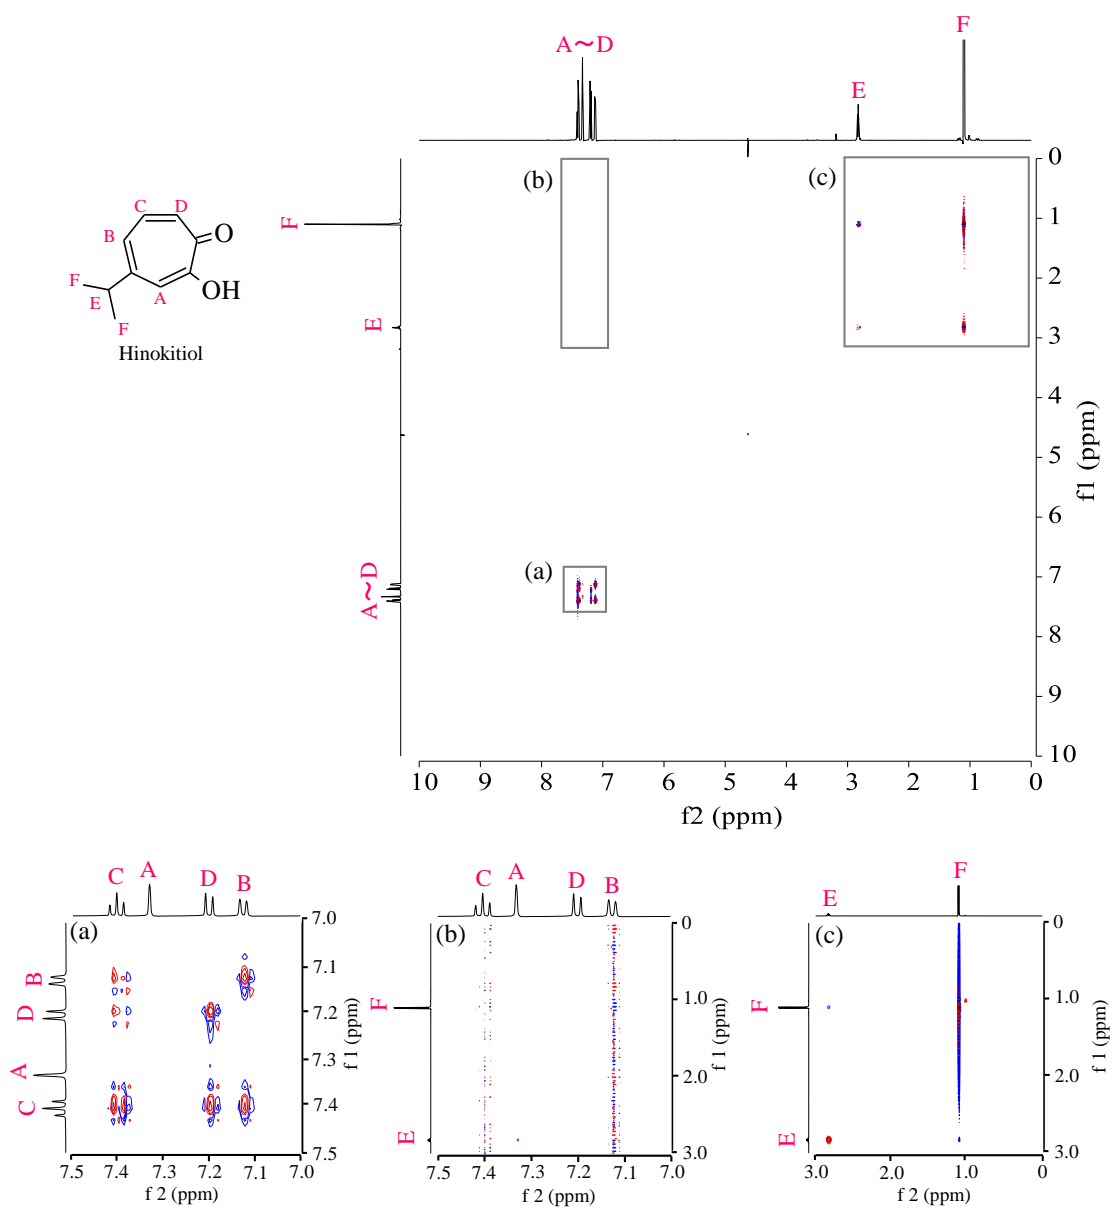 A～D
E
F
(b)
(c)
0
1
2
3
4
5
6
7
8
9
10
f1 (ppm)
F
E
A～D
(a)
C
D
B
O
F
E
A
OH
F
Hinokitiol
10 9 8 7 6 5 4 3 2 1 0
f2 (ppm)
C A D B
(a)
B
D
A
C
7.0
7.1
7.2
7.3
7.4
7.5
f 1 (ppm)
7.5 7.4 7.3 7.2 7.1 7.0
f 2 (ppm)
C A D B
(b)
F
E
0
1.0
2.0
3.0
f 1 (ppm)
7.5 7.4 7.3 7.2 7.1 7.0
f 2 (ppm)
E F
(c)
F
E
0
1.0
2.0
3.0
f 1 (ppm)
3.0 2.0 1.0 0
f 2 (ppm)